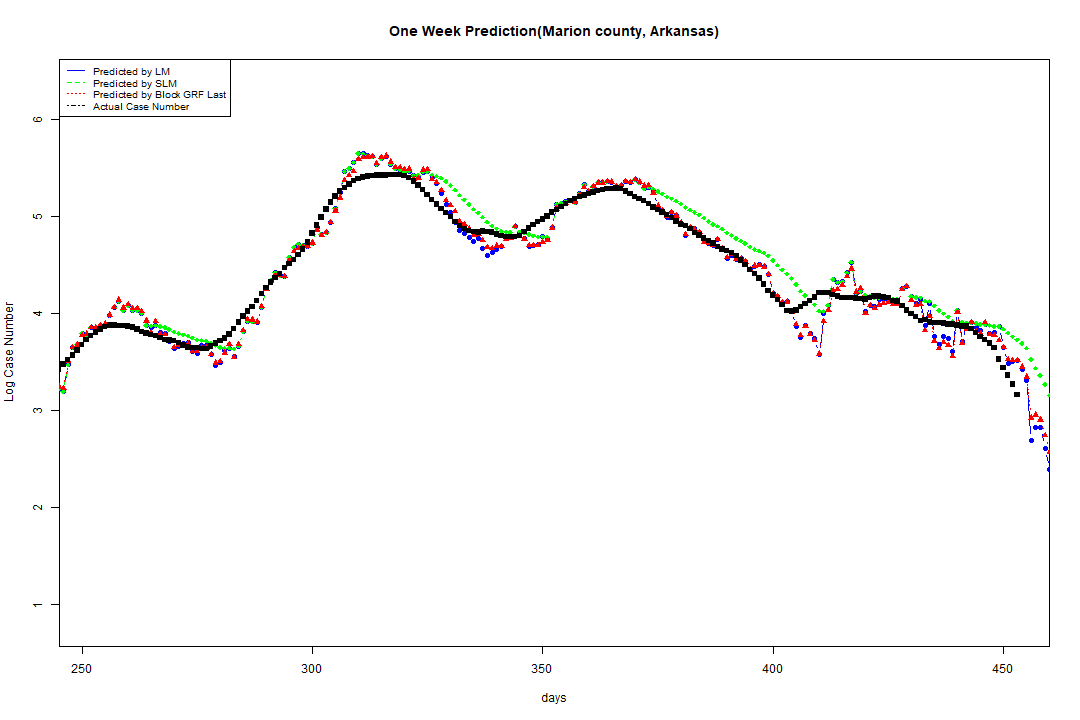 One Week Prediction(Marion county, Arkansas)
Predicted by LM
Predicted by SLM
Predicted by Block GRF Last
Actual Case Number
6
5
4
3
2
1
Log Case Number
250 300 350 400 450
days